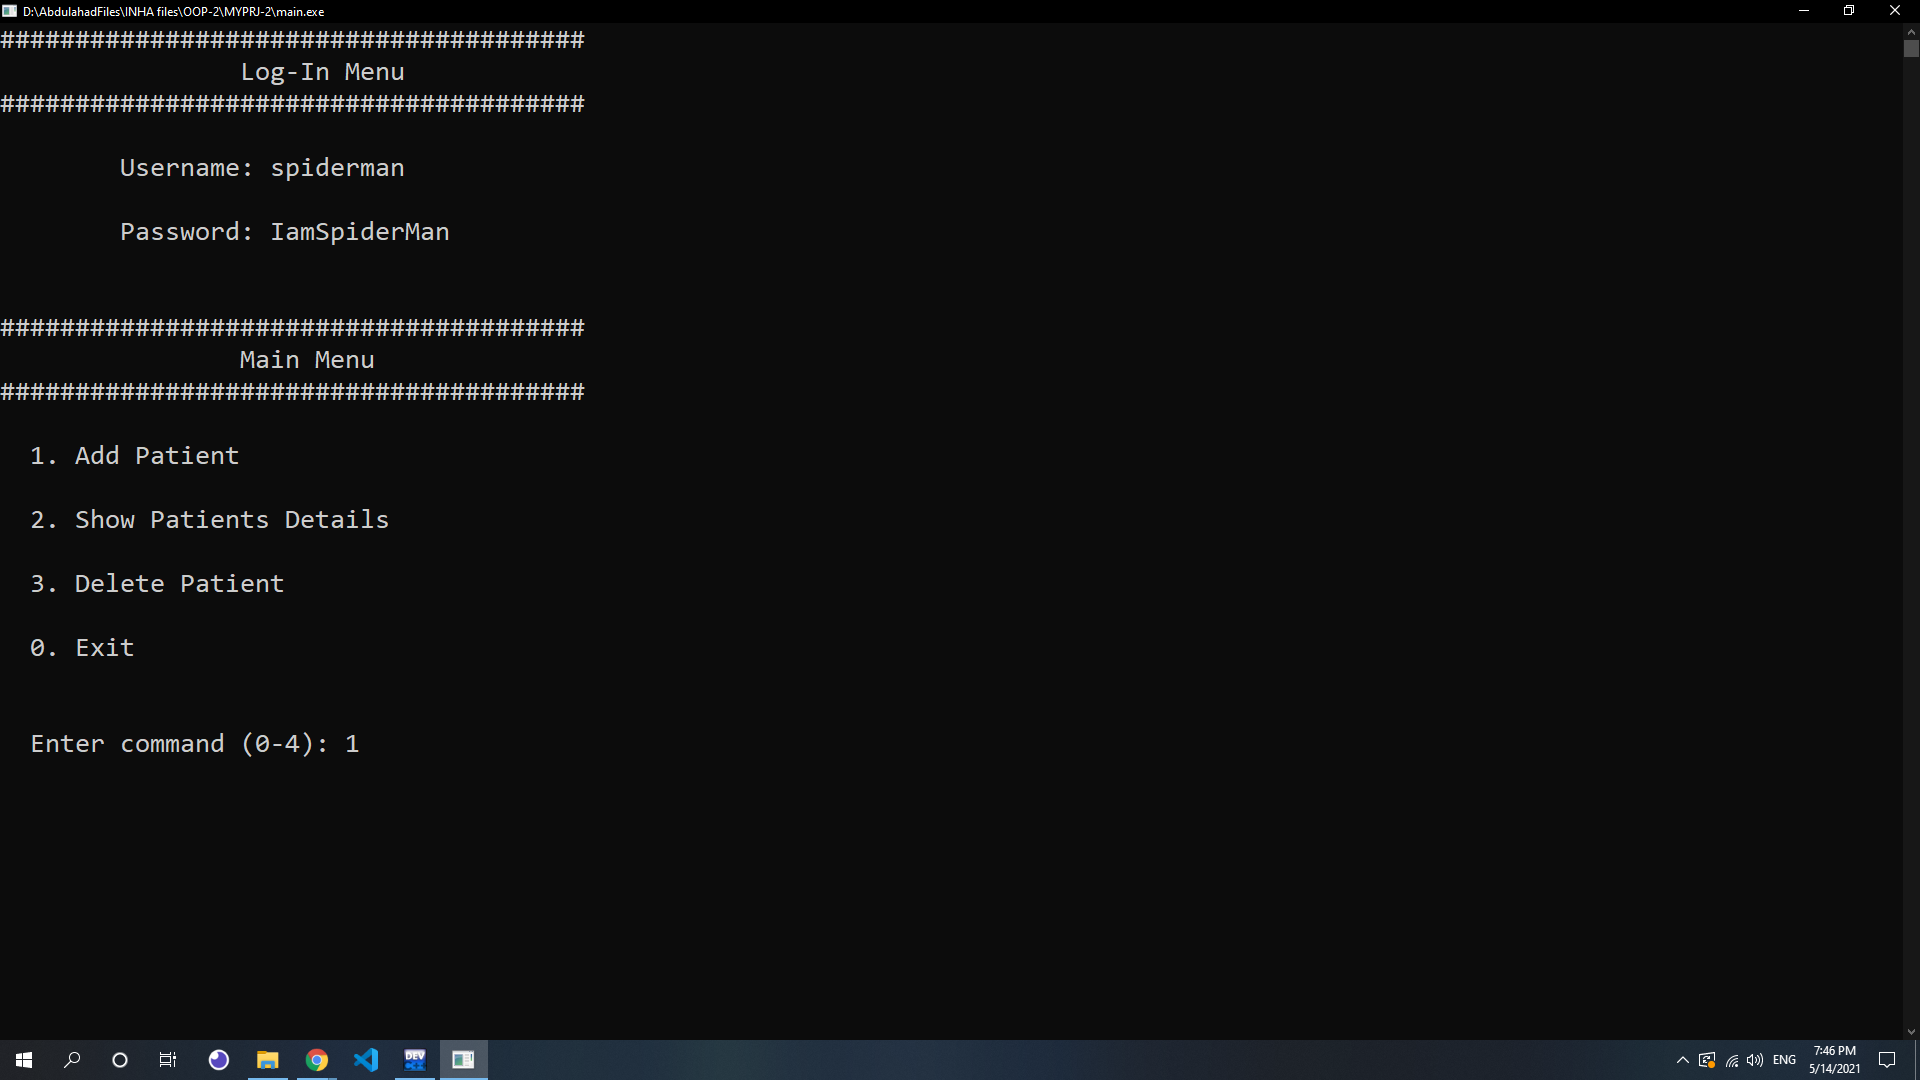 D:\AbdulahadFiles\INHA files\OOP-2\MYPRJ-2\main.exe
#######################################
Log-In Menu
#######################################
Username: spiderman
Password: IamSpiderMan
#######################################
Main Menu
#######################################
1. Add Patient
2. Show Patients Details
3. Delete Patient
0. Exit
Enter command (0-4): 1
DEV
ENG
7:46 PM
5/14/2021